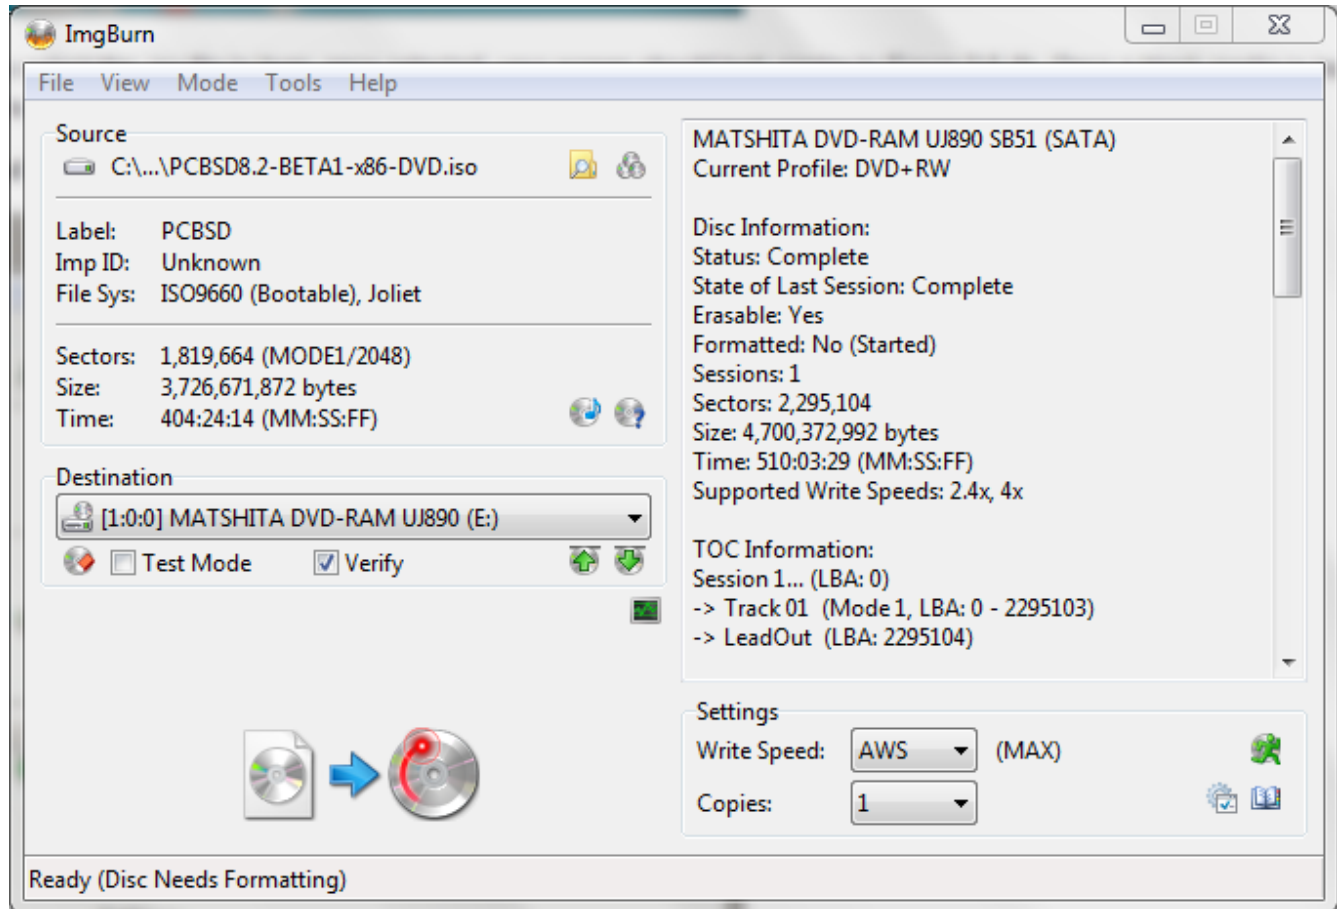 ImgBurn
File View Mode Tools Help
Source
C:\...\PCBSD8.2-BETA1-x86-DVD.iso
Label: PCBSD
Imp ID: Unknown
File Sys: ISO9660 (Bootable), Joliet
Sectors: 1,819,664 (MODE1/2048)
Size: 3,726,671,872 bytes
Time: 404:24:14 (MM:SS:FF)
Destination
[1:0:0] MATSHITA DVD-RAM UJ890 (E:)
Test Mode Verify
MATSHITA DVD-RAM UJ890 SB51 (SATA)
Current Profile: DVD+RW
Disc Information:
Status: Complete
State of Last Session: Complete
Erasable: Yes
Formatted: No (Started)
Sessions: 1
Sectors: 2,295,104
Size: 4,700,372,992 bytes
Time: 510:03:29 (MM:SS:FF)
Supported Write Speeds: 2.4x, 4x
TOC Information:
Session 1... (LBA: 0)
-> Track 01 (Mode 1, LBA: 0 - 2295103)
-> LeadOut (LBA: 2295104)
Settings
Write Speed: AWS (MAX)
Copies: 1
Ready (Disc Needs Formatting)